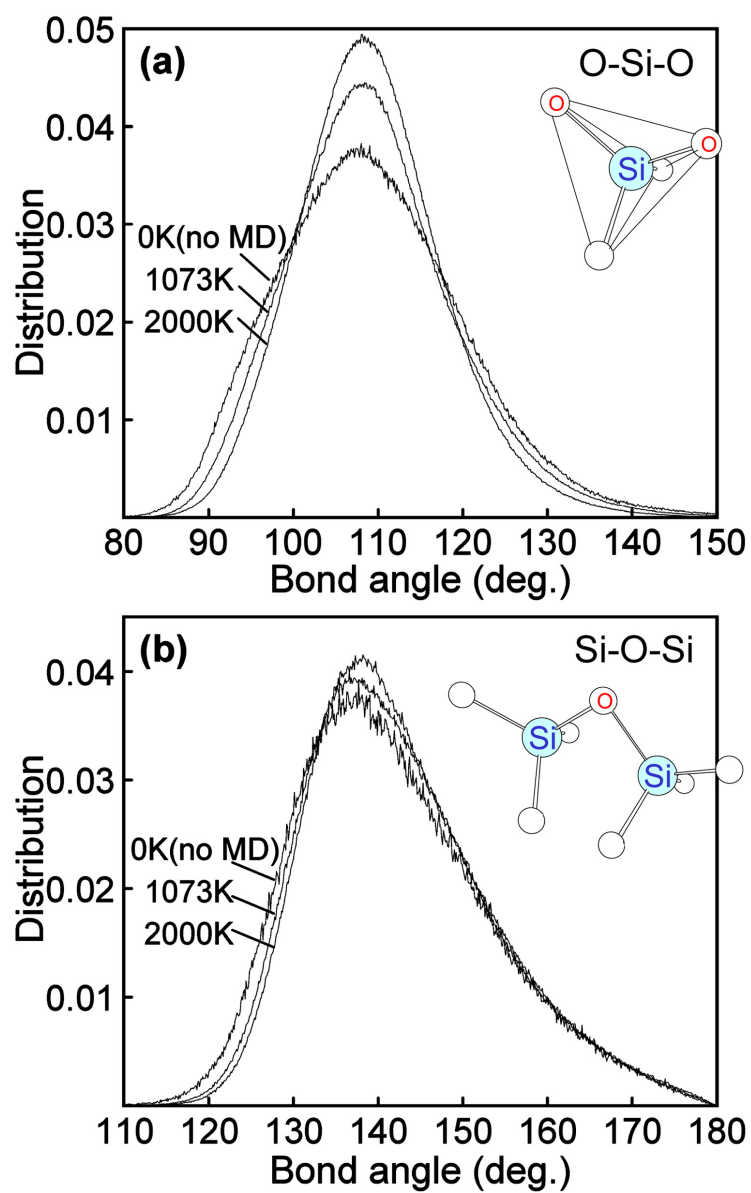 0.05
(a)
O-Si-O
0.04
O
O
Si
0.03
0K(no MD)
1073K
2000K
0.02
0.01
Distribution
80 90 100 110 120 130 140 150
Bond angle (deg.)
(b)
Si-O-Si
0.04
O
Si
Si
0.03
0K(no MD)
1073K
2000K
0.02
0.01
Distribution
110 120 130 140 150 160 170 180
Bond angle (deg.)